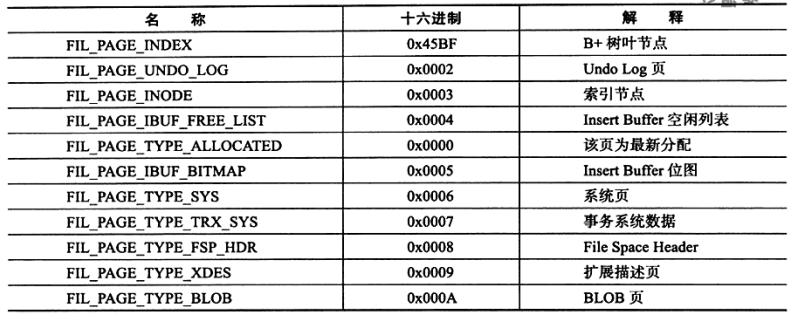 名 称 十六进制 解 释
FIL_PAGE_INDEX 0x45BF B+ 树叶节点
FIL_PAGE_UNDO_LOG 0x0002 Undo Log 页
FIL_PAGE_INODE 0x0003 索引节点
FIL_PAGE_IBUF_FREE_LIST 0x0004 Insert Buffer 空闲列表
FIL_PAGE_TYPE_ALLOCATED 0x0000 该页为最新分配
FIL_PAGE_IBUF_BITMAP 0x0005 Insert Buffer 位图
FIL_PAGE_TYPE_SYS 0x0006 系统页
FIL_PAGE_TYPE_TRX_SYS 0x0007 事务系统数据
FIL_PAGE_TYPE_FSP_HDR 0x0008 File Space Header
FIL_PAGE_TYPE_XDES 0x0009 扩展描述页
FIL_PAGE_TYPE_BLOB 0x000A BLOB 页